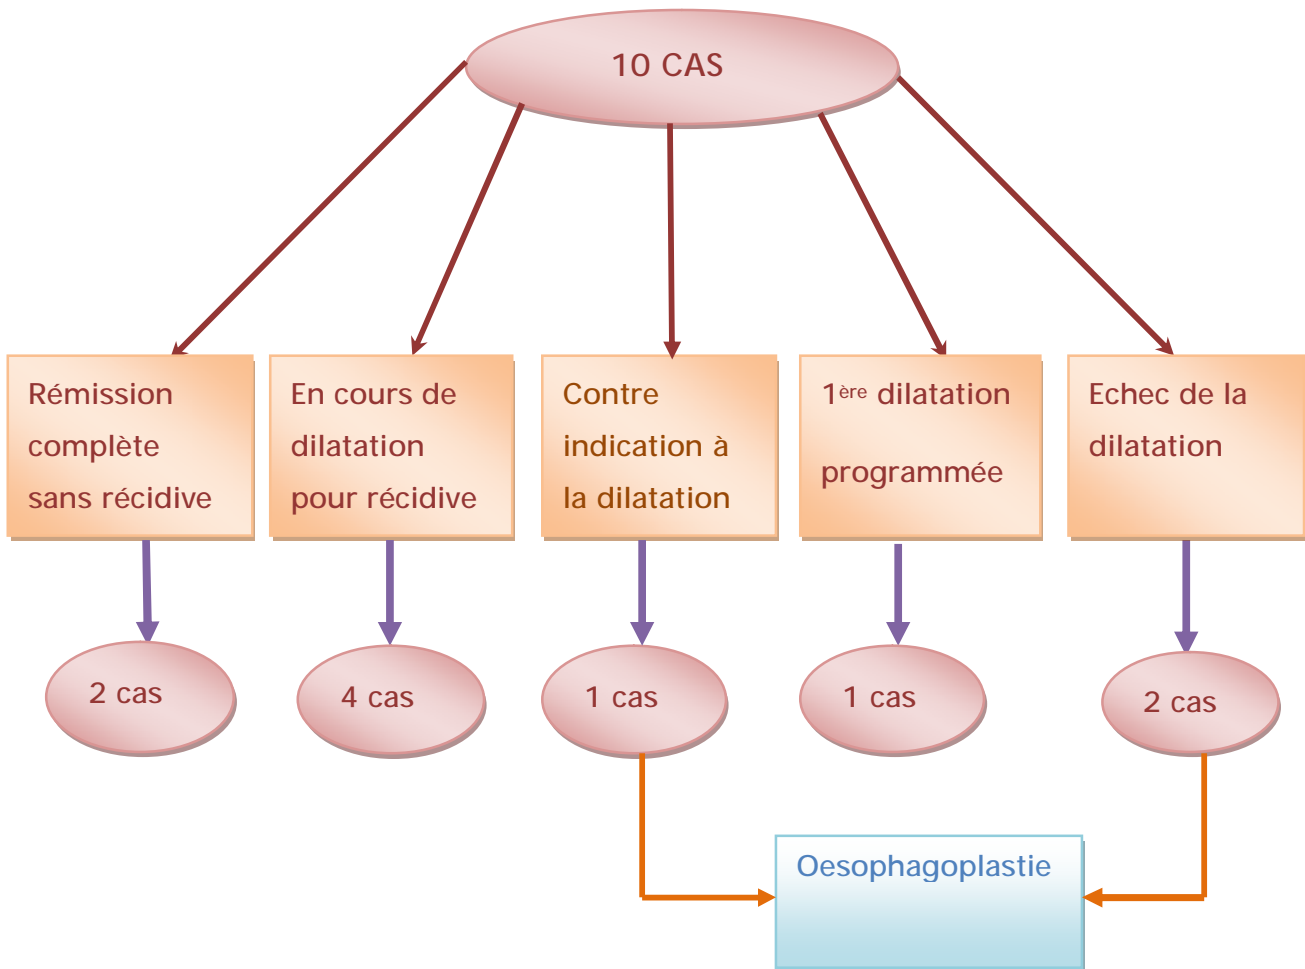 10 CAS
Rémission
complète
sans récidive
En cours de
dilatation
pour récidive
Contre
indication à
la dilatation
1ère dilatation
programmée
Echec de la
dilatation
2 cas
4 cas
1 cas
1 cas
2 cas
Oesophagoplastie